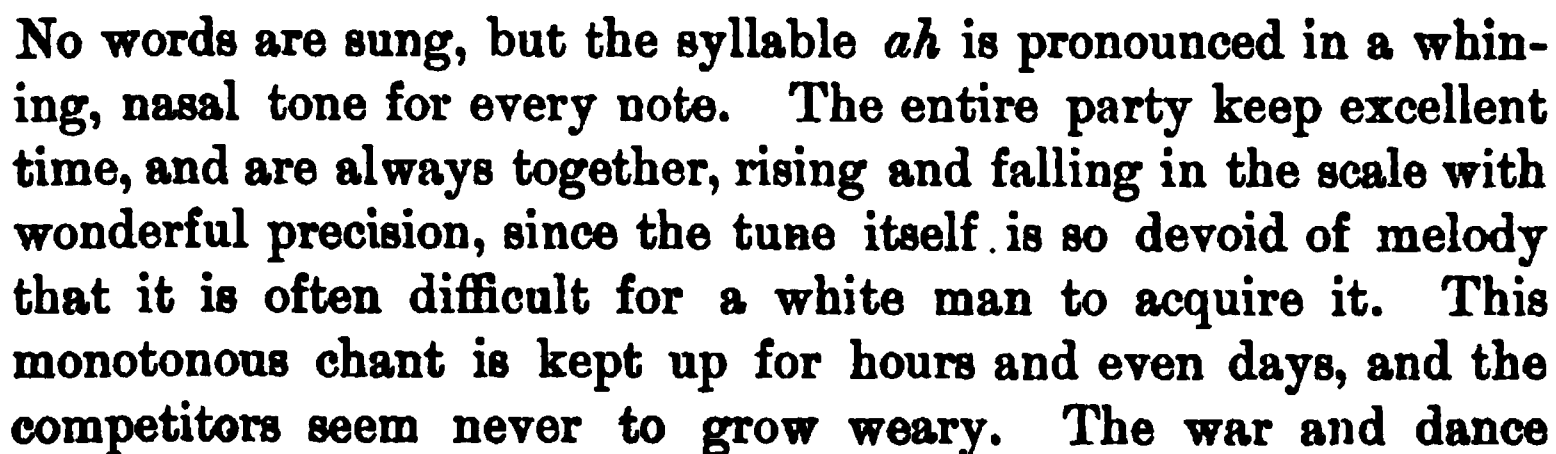 No words are sung, but the syllable ah is pronounced in a whin-
ing, nasal tone for every note. The entire party keep excellent
time, and are always together, rising and falling in the scale with
wonderful precision, since the tune itself is so devoid of melody
that it is often difficult for a white man to acquire it. This
monotonous chant is kept up for hours and even days, and the
competitors seem never to grow weary. The war and dance